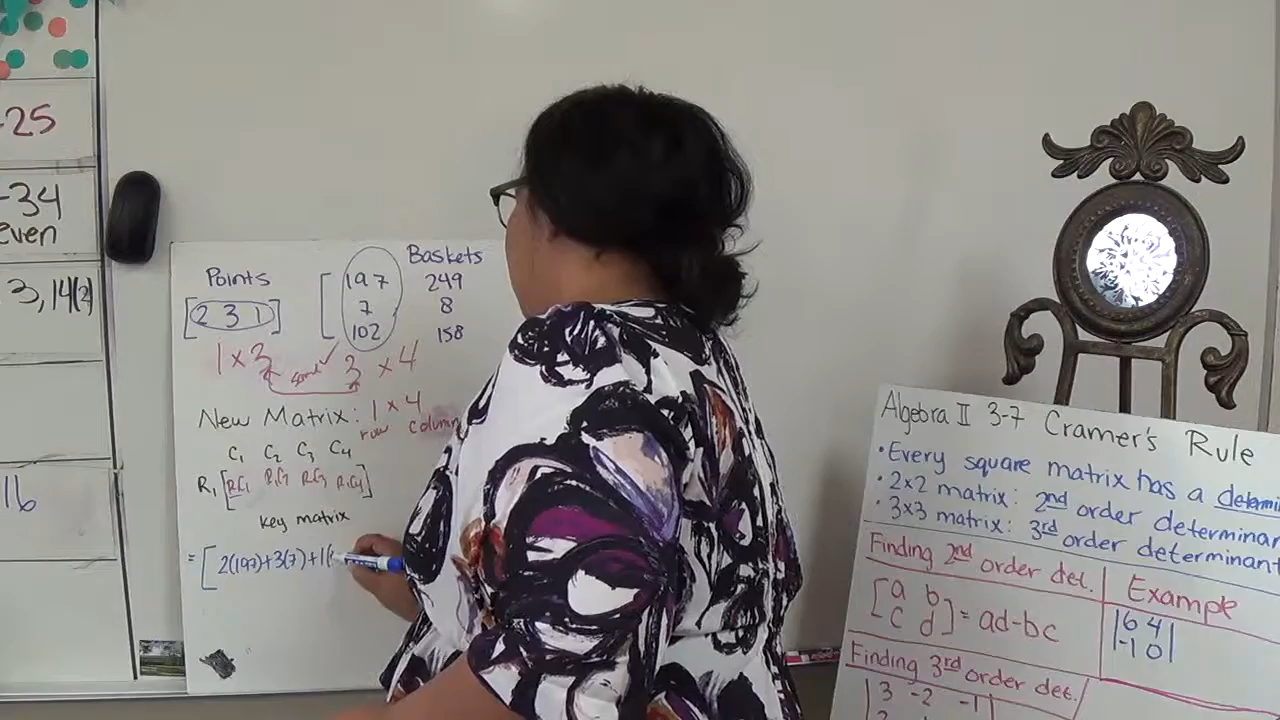 -25
-34
even
3, 14(2)
16
Points
[2 3 1]
Baskets
197 249
7 8
102 158
1 x 3 same ✓ 3 x 4
New Matrix: 1 x 4
row column
C₁ C₂ C₃ C₄
R₁ [R₁C₁ R₁C₂ R₁C₃ R₁C₄]
key matrix
= [2(197)+3(7)+1(
Algebra II 3-7 Cramer's Rule
• Every square matrix has a determi
• 2x2 matrix: 2nd order determinan
• 3x3 matrix: 3rd order determinant
Finding 2nd order det.
[a b
c d] = ad-bc
Example
|6 4|
|-1 0|
Finding 3rd order det.
|3 -2 -1|